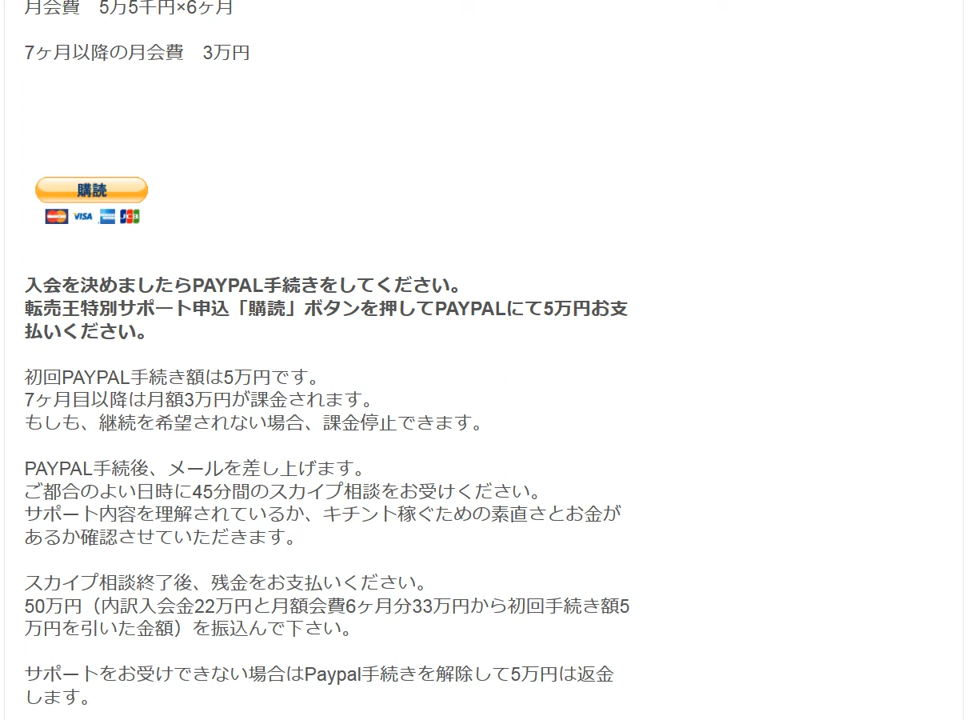 月会費　5万5千円×6ケ月
7ヶ月以降の月会費　3万円
購読
VISA
JCB
入会を決めましたらPAYPAL手続きをしてください。
転売王特別サポート申込「購読」ボタンを押してPAYPALにて5万円お支
払いください。
初回PAYPAL手続き額は5万円です。
7ヶ月目以降は月額3万円が課金されます。
もしも、継続を希望されない場合、課金停止できます。
PAYPAL手続後、メールを差し上げます。
ご都合のよい日時に45分間のスカイプ相談をお受けください。
サポート内容を理解されているか、キチント稼ぐための素直さとお金が
あるか確認させていただきます。
スカイプ相談終了後、残金をお支払いください。
50万円（内訳入会金22万円と月額会費6ヶ月分33万円から初回手続き額5
万円を引いた金額）を振込んで下さい。
サポートをお受けできない場合はPaypal手続きを解除して5万円は返金
します。